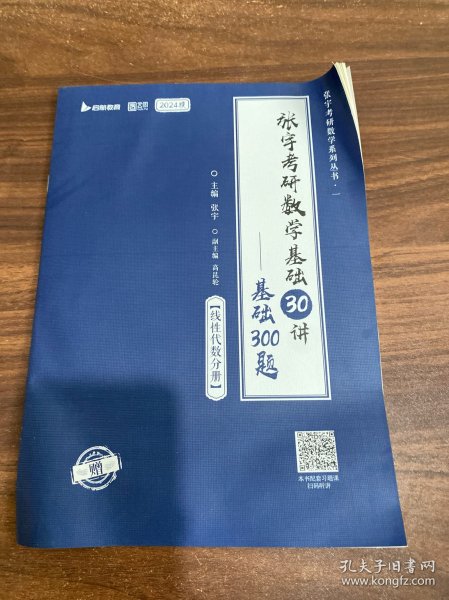 启航教育
2024版
张宇考研数学系列丛书·一
张宇考研数学基础30讲
——基础300题
主编 张宇
副主编 高昆轮
【线性代数分册】
赠
本书配套习题课
扫码听讲
孔夫子旧书网
www.kongfz.com